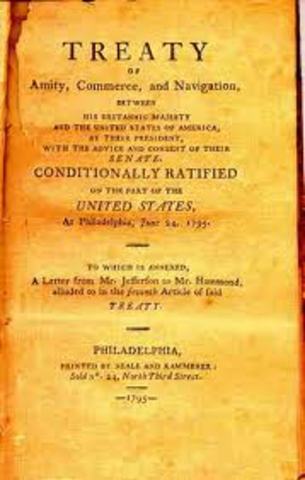 TREATY
OF
Amity, Commerce, and Navigation,
BETWEEN
HIS BRITANNIC MAJESTY
AND THE UNITED STATES OF AMERICA,
BY THEIR PRESIDENT,
WITH THE ADVICE AND CONSENT OF THEIR
SENATE.
CONDITIONALLY RATIFIED
ON THE PART OF THE
UNITED STATES,
At Philadelphia, June 24, 1795.
TO WHICH IS ANNEXED,
A Letter from Mr. Jefferson to Mr. Hammond,
alluded to in the seventh Article of said
TREATY.
PHILADELPHIA,
PRINTED BY NEALE AND KAMMERER:
Sold 24, North Third Street.
—1795—